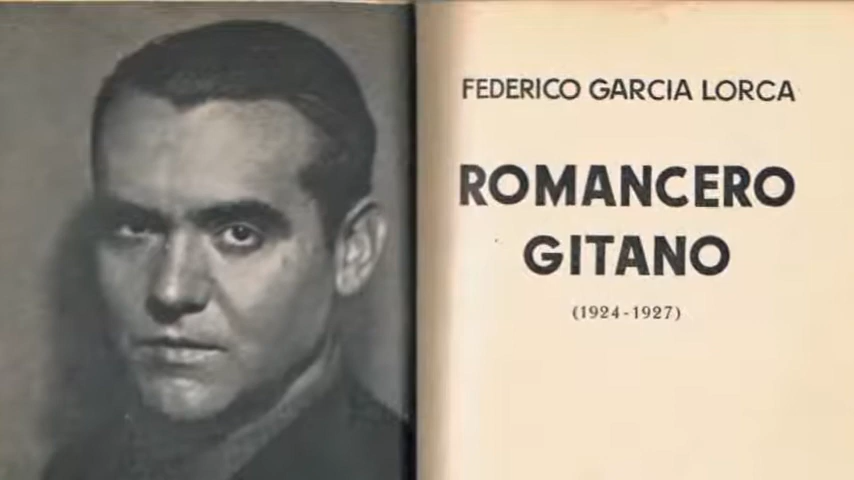 FEDERICO GARCIA LORCA
ROMANCERO
GITANO
(1924-1927)